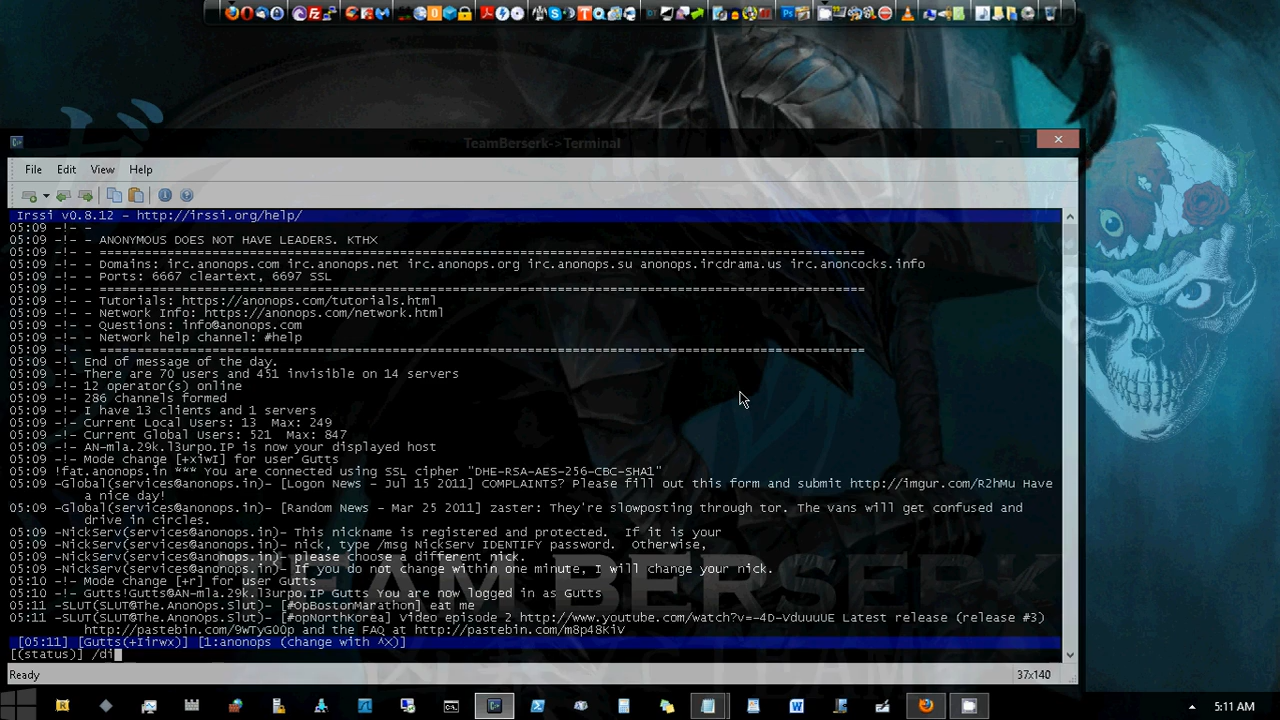 TeamBerserk->Terminal
File Edit View Help
Irssi v0.8.12 - http://irssi.org/help/
05:09 -!- -
05:09 -!- - ANONYMOUS DOES NOT HAVE LEADERS. KTHX
05:09 -!- - ==================================================================================
05:09 -!- - Domains: irc.anonops.com irc.anonops.net irc.anonops.org irc.anonops.su anonops.ircdrama.us irc.anoncocks.info
05:09 -!- - Ports: 6667 cleartext, 6697 SSL
05:09 -!- - ==================================================================================
05:09 -!- - Tutorials: https://anonops.com/tutorials.html
05:09 -!- - Network Info: https://anonops.com/network.html
05:09 -!- - Questions: info@anonops.com
05:09 -!- - Network help channel: #help
05:09 -!- - ==================================================================================
05:09 -!- End of message of the day.
05:09 -!- There are 70 users and 451 invisible on 14 servers
05:09 -!- 12 operator(s) online
05:09 -!- 286 channels formed
05:09 -!- I have 13 clients and 1 servers
05:09 -!- Current Local Users: 13  Max: 249
05:09 -!- Current Global Users: 521  Max: 847
05:09 -!- AN-mla.29k.l3urpo.IP is now your displayed host
05:09 -!- Mode change [+xiwI] for user Gutts
05:09 !fat.anonops.in *** You are connected using SSL cipher "DHE-RSA-AES-256-CBC-SHA1"
05:09 -Global(services@anonops.in)- [Logon News - Jul 15 2011] COMPLAINTS? Please fill out this form and submit http://imgur.com/R2hMu Have
a nice day!
05:09 -Global(services@anonops.in)- [Random News - Mar 25 2011] zaster: They're slowposting through tor. The vans will get confused and
drive in circles.
05:09 -NickServ(services@anonops.in)- This nickname is registered and protected.  If it is your
05:09 -NickServ(services@anonops.in)- nick, type /msg NickServ IDENTIFY password.  Otherwise,
05:09 -NickServ(services@anonops.in)- please choose a different nick.
05:09 -NickServ(services@anonops.in)- If you do not change within one minute, I will change your nick.
05:10 -!- Mode change [+r] for user Gutts
05:10 -!- Gutts!Gutts@AN-mla.29k.l3urpo.IP Gutts You are now logged in as Gutts
05:11 -SLUT(SLUT@The.AnonOps.Slut)- [#opBostonMarathon] eat me
05:11 -SLUT(SLUT@The.AnonOps.Slut)- [#opNorthKorea] Video episode 2 http://www.youtube.com/watch?v=-4D-VduuuUE Latest release (release #3)
http://pastebin.com/9WTyG0Op and the FAQ at http://pastebin.com/m8p48kiV
[05:11] [Gutts(+Iirwx)] [1:anonops (change with ^X)]
[(status)] /di
TEAM BERSERK
Ready 37x140
5:11 AM